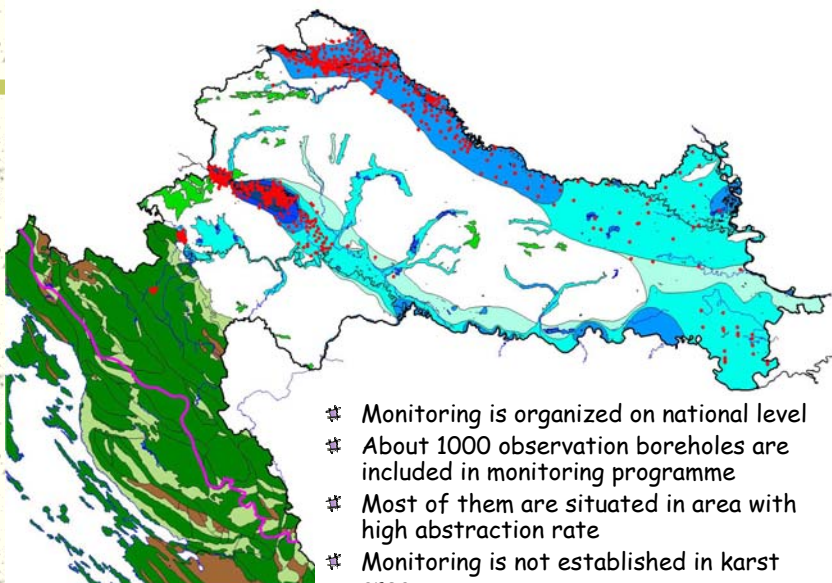 Monitoring is organized on national level
About 1000 observation boreholes are
included in monitoring programme
Most of them are situated in area with
high abstraction rate
Monitoring is not established in karst